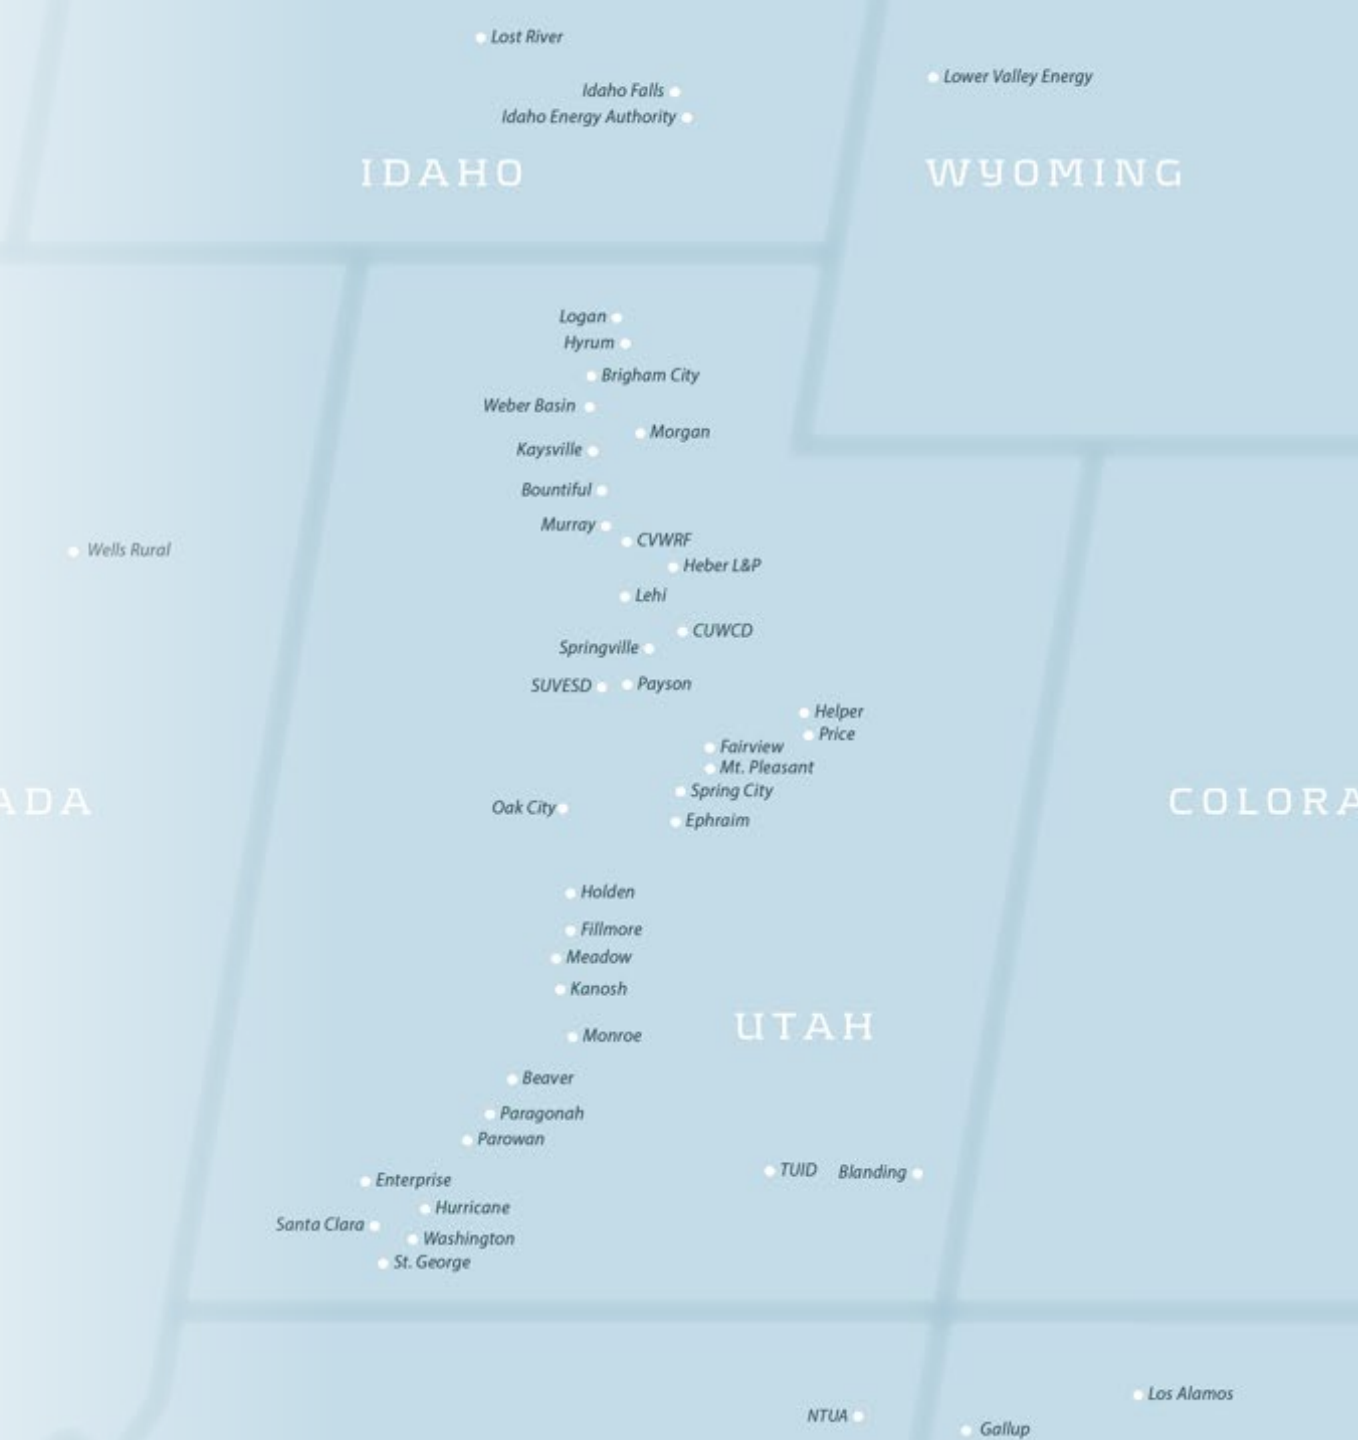 Lost River
Lower Valley Energy
Idaho Falls
Idaho Energy Authority
IDAHO
WYOMING
Logan
Hyrum
Brigham City
Weber Basin
Morgan
Kaysville
Bountiful
Murray
CVWRF
Wells Rural
Heber L&P
Lehi
CUWCD
Springville
SUVESD
Payson
Helper
Price
Fairview
Mt. Pleasant
Spring City
ADA
COLORA
Oak City
Ephraim
Holden
Fillmore
Meadow
Kanosh
UTAH
Monroe
Beaver
Paragonah
Parowan
TUID
Blanding
Enterprise
Hurricane
Santa Clara
Washington
St. George
Los Alamos
NTUA
Gallup